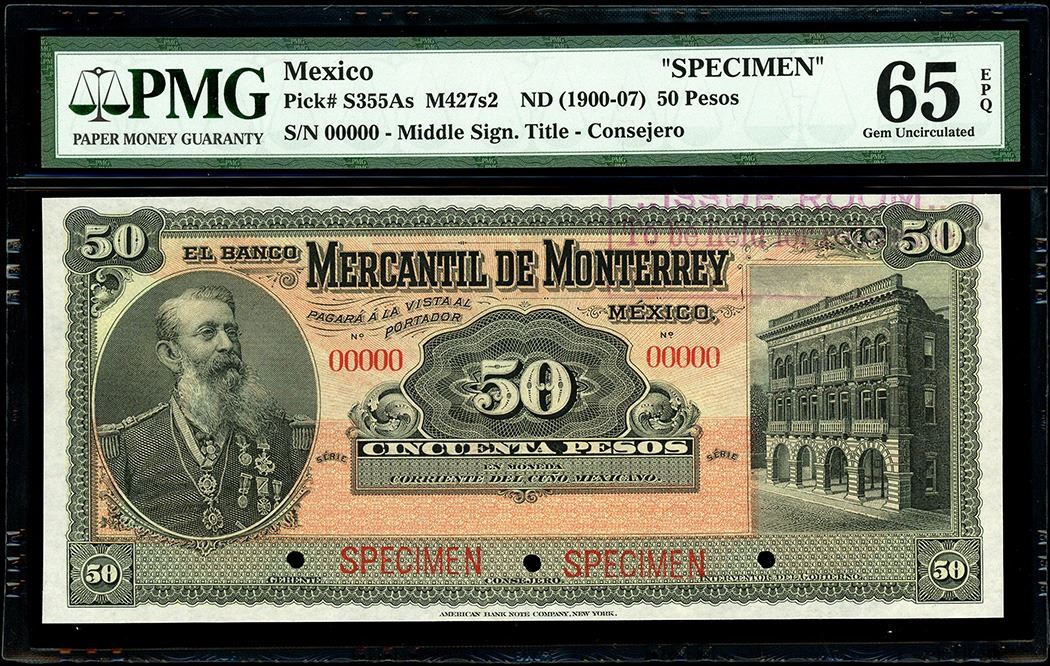 PMG
PAPER MONEY GUARANTY
Mexico "SPECIMEN"
Pick# S355As M427s2 ND (1900-07) 50 Pesos
S/N 00000 - Middle Sign. Title - Consejero
65 EPQ
Gem Uncirculated
ISSUE ROOM
To be held for
50 50
EL BANCO MERCANTIL DE MONTERREY
PAGARÁ Á LA VISTA AL PORTADOR
MÉXICO,
Nº Nº
00000 00000
50
CINCUENTA PESOS
SÉRIE SÉRIE
EN MONEDA
CORRIENTE DEL CUÑO MEXICANO.
SPECIMEN SPECIMEN
50 50
GERENTE CONSEJERO INTERVENTOR DEL GOBIERNO.
AMERICAN BANK NOTE COMPANY, NEW YORK.